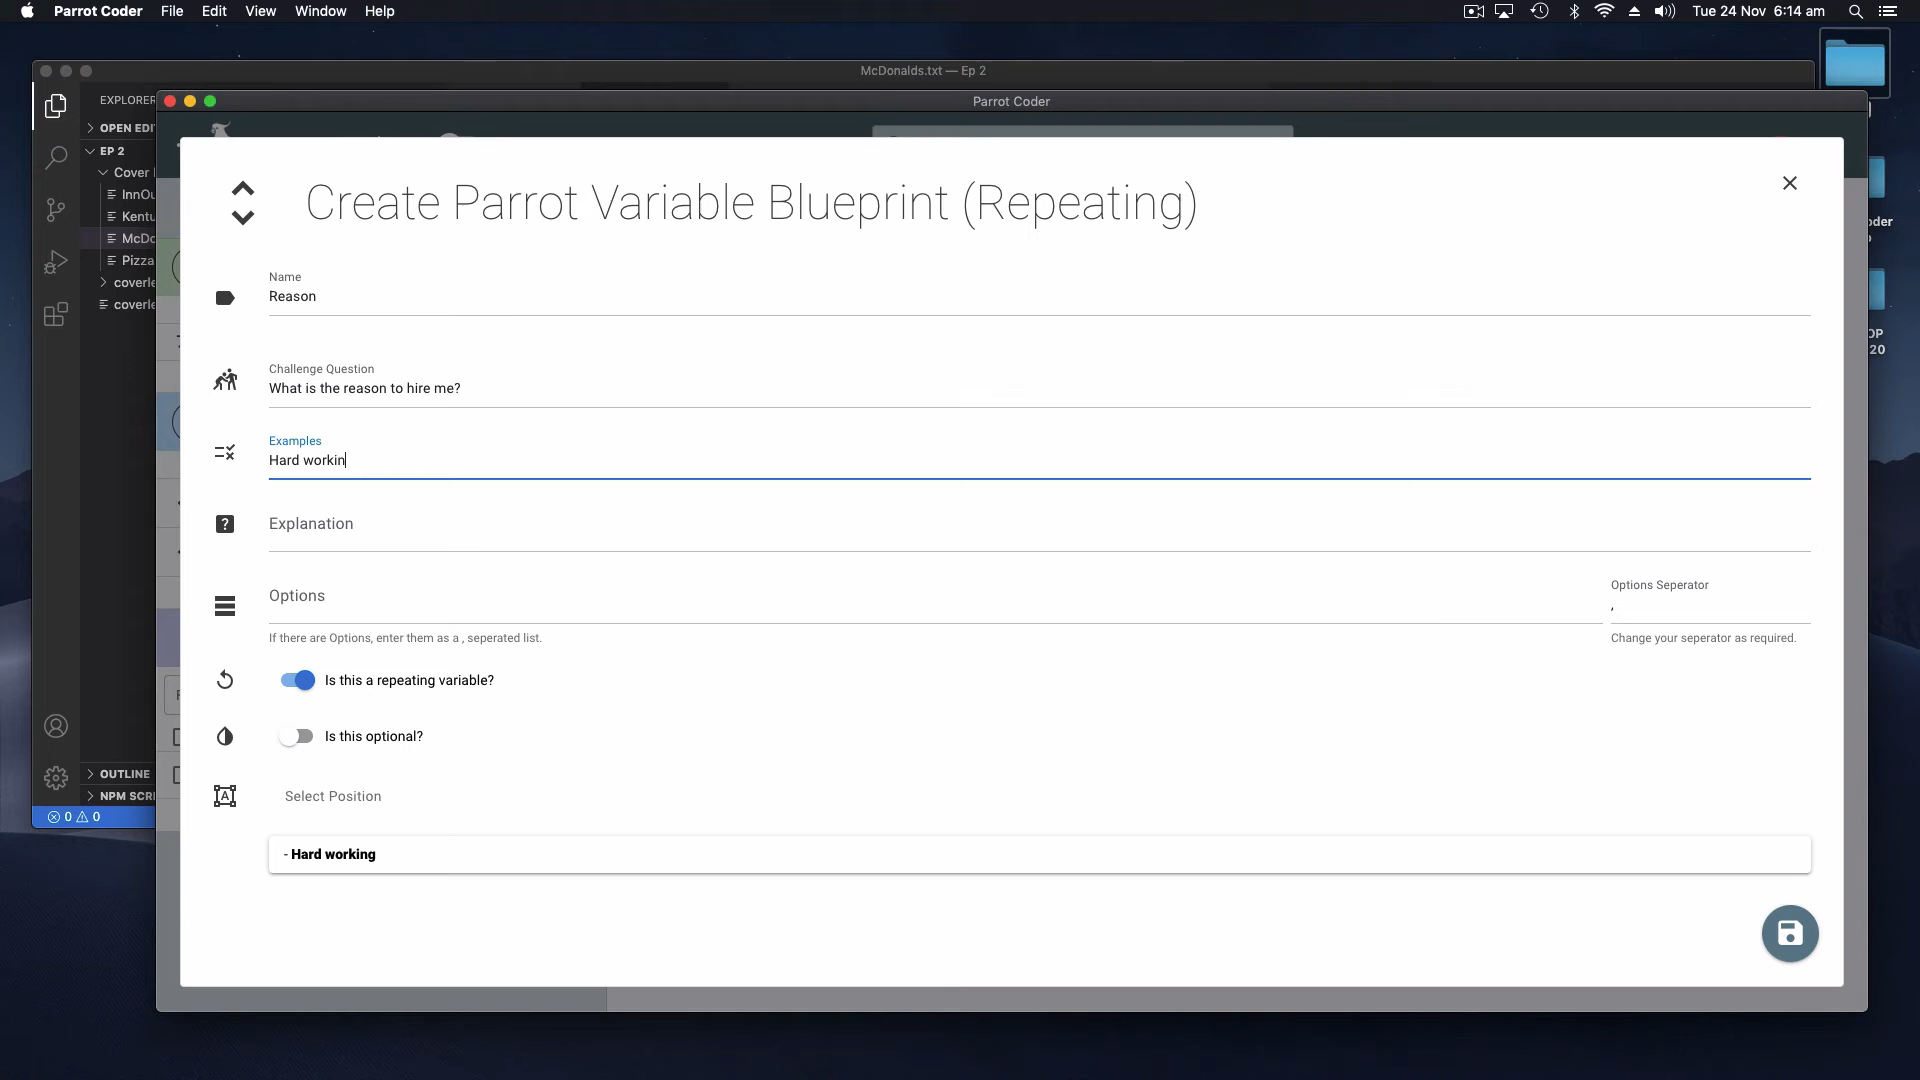 Parrot Coder File Edit View Window Help
Tue 24 Nov 6:14 am
McDonalds.txt — Ep 2
EXPLORER
Parrot Coder
OPEN EDI
EP 2
Cover
InnOu
Kentu
McDo
Pizza
coverle
coverle
OUTLINE
NPM SCRI
0 0
Create Parrot Variable Blueprint (Repeating)
Name
Reason
Challenge Question
What is the reason to hire me?
Examples
Hard workin
Explanation
Options
Options Seperator
,
If there are Options, enter them as a , seperated list.
Change your seperator as required.
Is this a repeating variable?
Is this optional?
Select Position
- Hard working
oder
OP
20